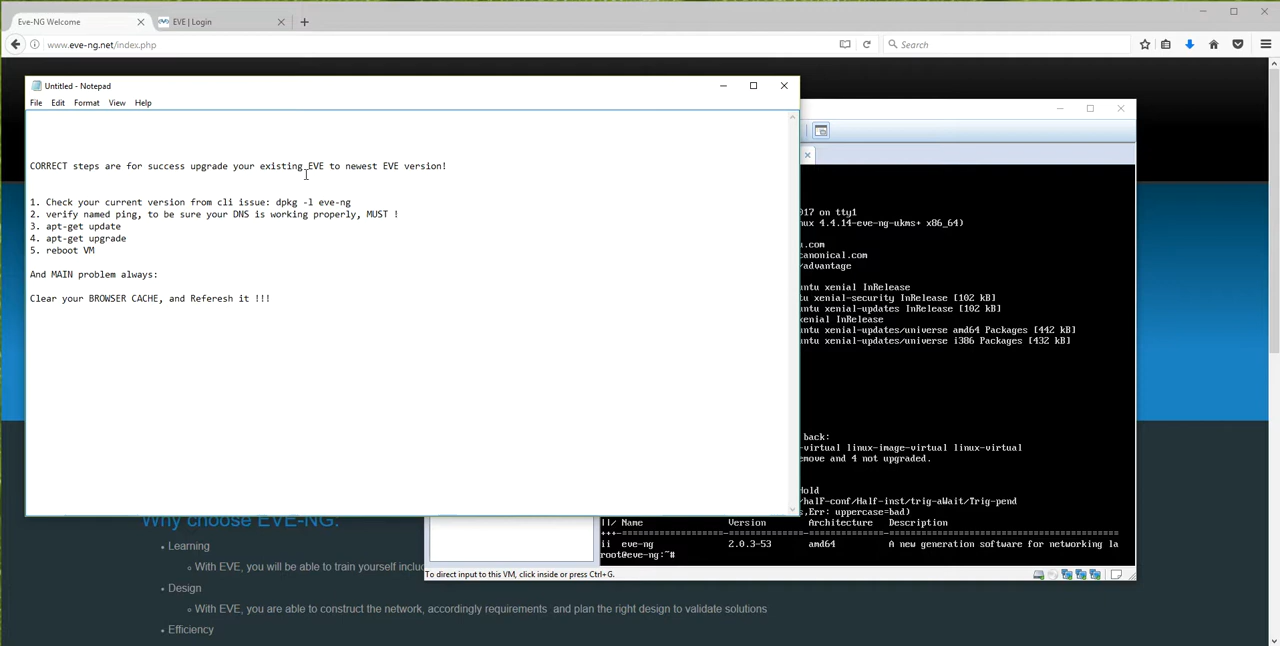 Eve-NG Welcome
EVE | Login
www.eve-ng.net/index.php
Search
Untitled - Notepad
File Edit Format View Help
CORRECT steps are for success upgrade your existing EVE to newest EVE version!
1. Check your current version from cli issue: dpkg -l eve-ng
2. verify named ping, to be sure your DNS is working properly, MUST !
3. apt-get update
4. apt-get upgrade
5. reboot VM
And MAIN problem always:
Clear your BROWSER CACHE, and Referesh it !!!
017 on tty1
nux 4.4.14-eve-ng-ukms+ x86_64)
u.com
canonical.com
/advantage
untu xenial InRelease
tu xenial-security InRelease [102 kB]
tu xenial-updates InRelease [102 kB]
xenial InRelease
untu xenial-updates/universe amd64 Packages [442 kB]
untu xenial-updates/universe i386 Packages [432 kB]
back:
-virtual linux-image-virtual linux-virtual
emove and 4 not upgraded.
Hold
/halF-conf/Half-inst/trig-aWait/Trig-pend
s,Err: uppercase=bad)
||/ Name Version Architecture Description
+++-==================-==================-==================-==================
ii eve-ng 2.0.3-53 amd64 A new generation software for networking la
root@eve-ng:~#
To direct input to this VM, click inside or press Ctrl+G.
Why choose EVE-NG:
Learning
With EVE, you will be able to train yourself inclu
Design
With EVE, you are able to construct the network, accordingly requirements and plan the right design to validate solutions
Efficiency